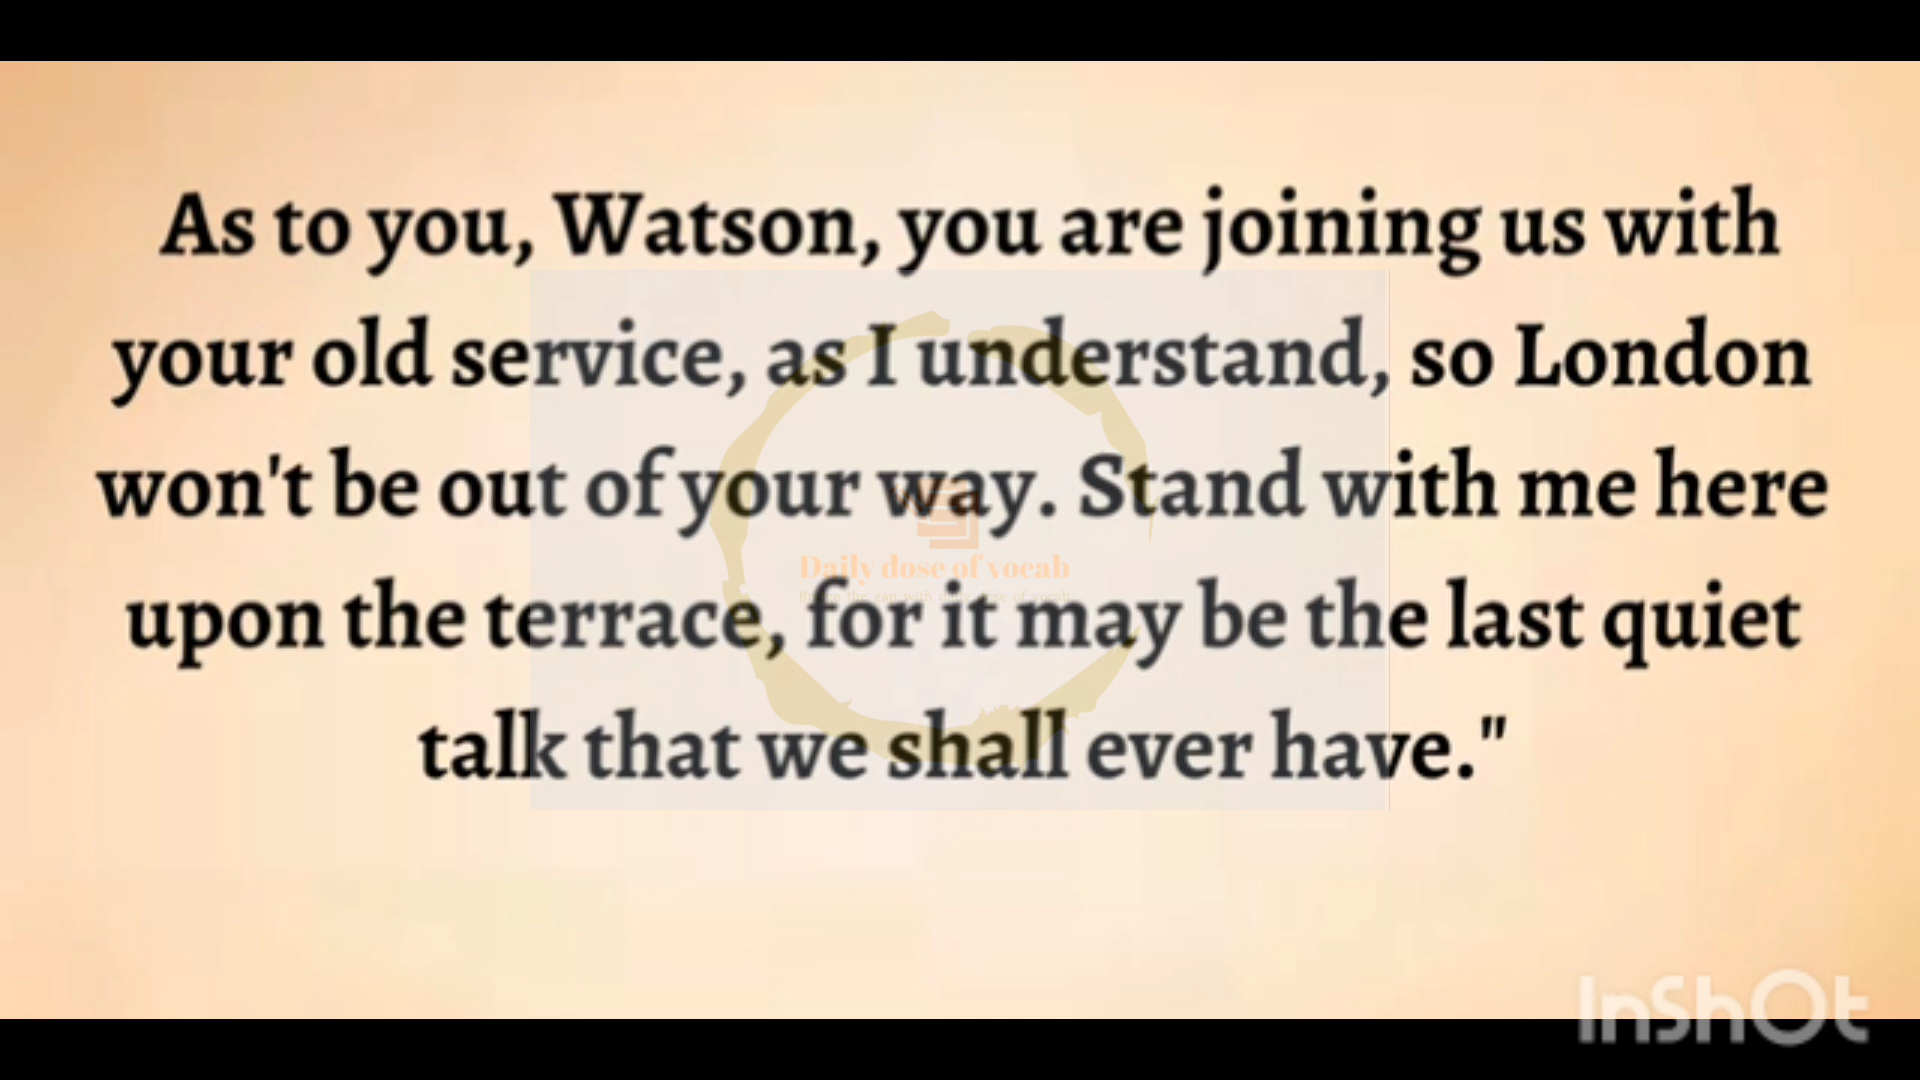 As to you, Watson, you are joining us with
your old service, as I understand, so London
won't be out of your way. Stand with me here
upon the terrace, for it may be the last quiet
talk that we shall ever have."
Daily dose of vocab
InShOt